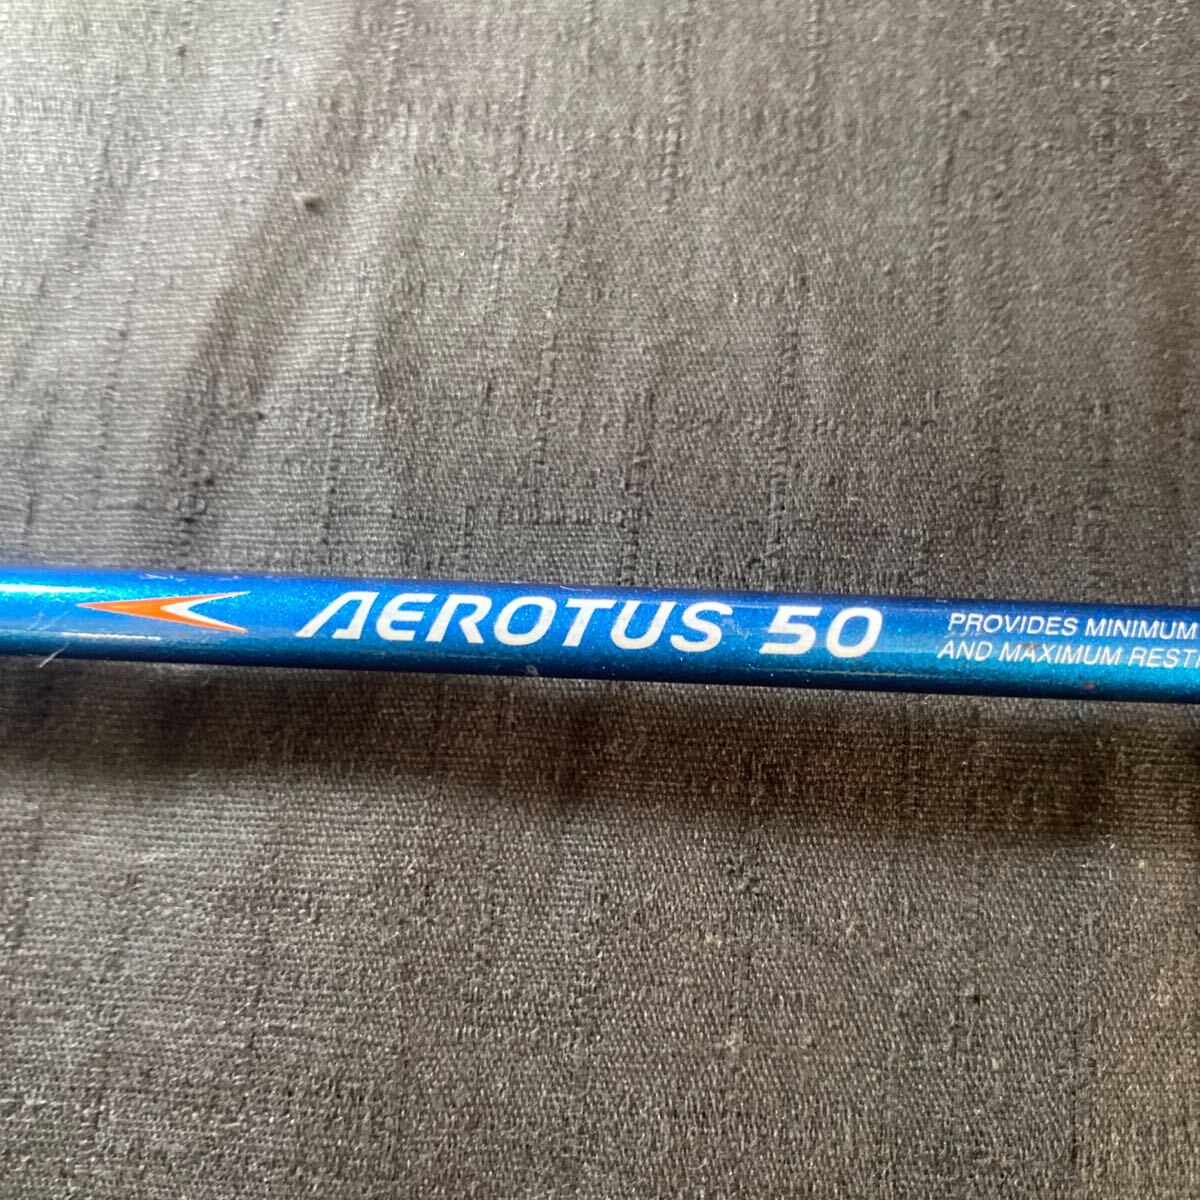 AEROTUS 50
PROVIDES MINIMUM
AND MAXIMUM